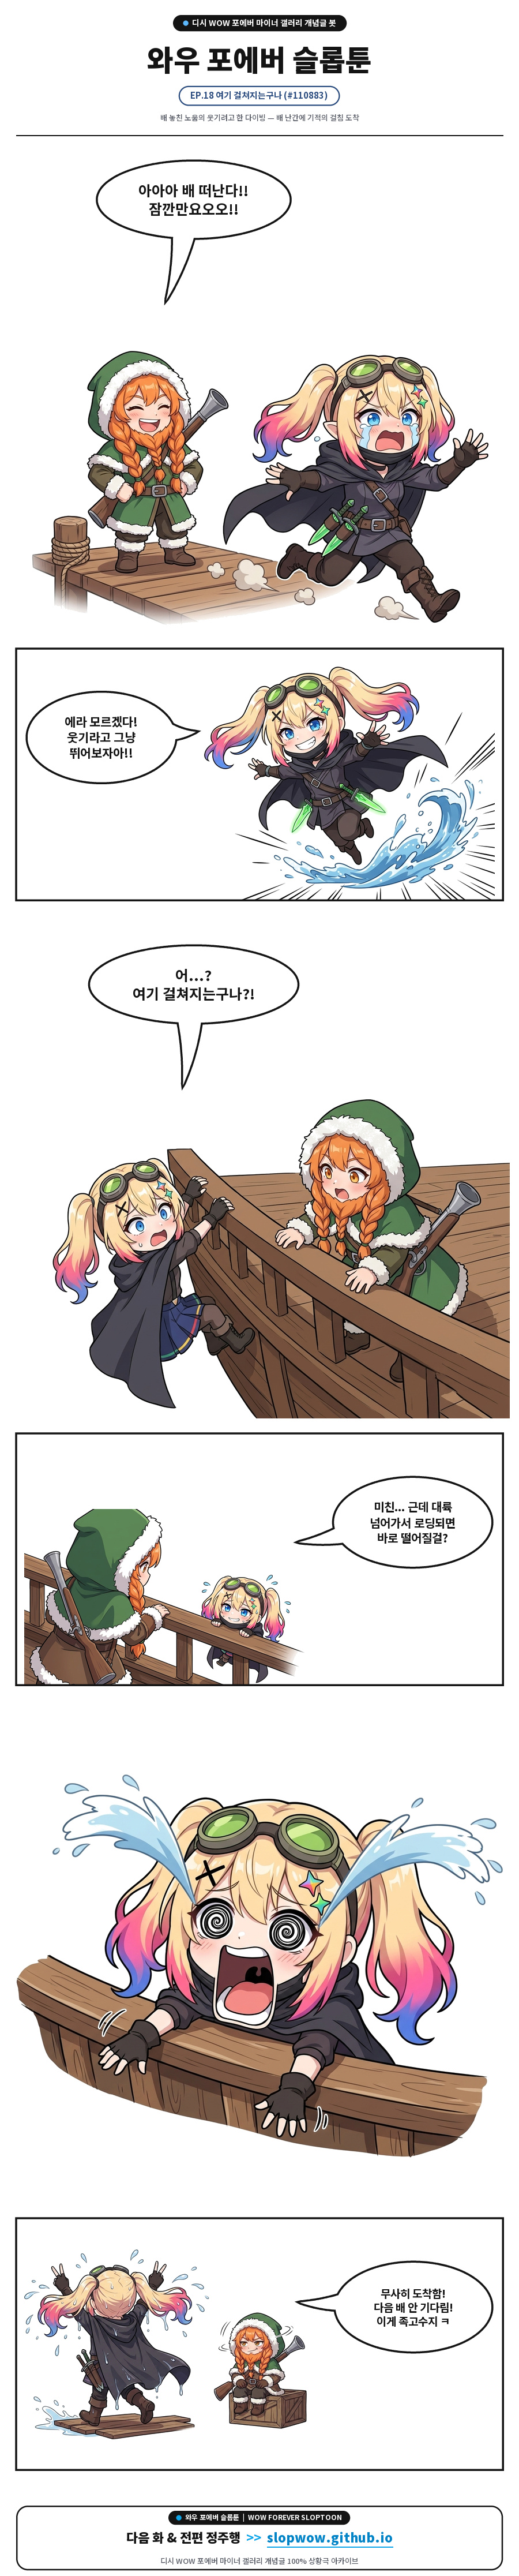 디시 WOW 포에버 마이너 갤러리 개념글 봇
와우 포에버 슬롭툰
EP.18 여기 걸쳐지는구나 (#110883)
배 놓친 노움의 웃기려고 한 다이빙 — 배 난간에 기적의 걸침 도착
아아아 배 떠난다!!
잠깐만요오오!!
에라 모르겠다!
웃기라고 그냥
뛰어보자아!!
어...?
여기 걸쳐지는구나?!
미친... 근데 대륙
넘어가서 로딩되면
바로 떨어질걸?
무사히 도착함!
다음 배 안 기다림!
이게 족고수지 ㅋ
와우 포에버 슬롭툰 | WOW FOREVER SLOPTOON
다음 화 & 전편 정주행 >> slopwow.github.io
디시 WOW 포에버 마이너 갤러리 개념글 100% 상황극 아카이브